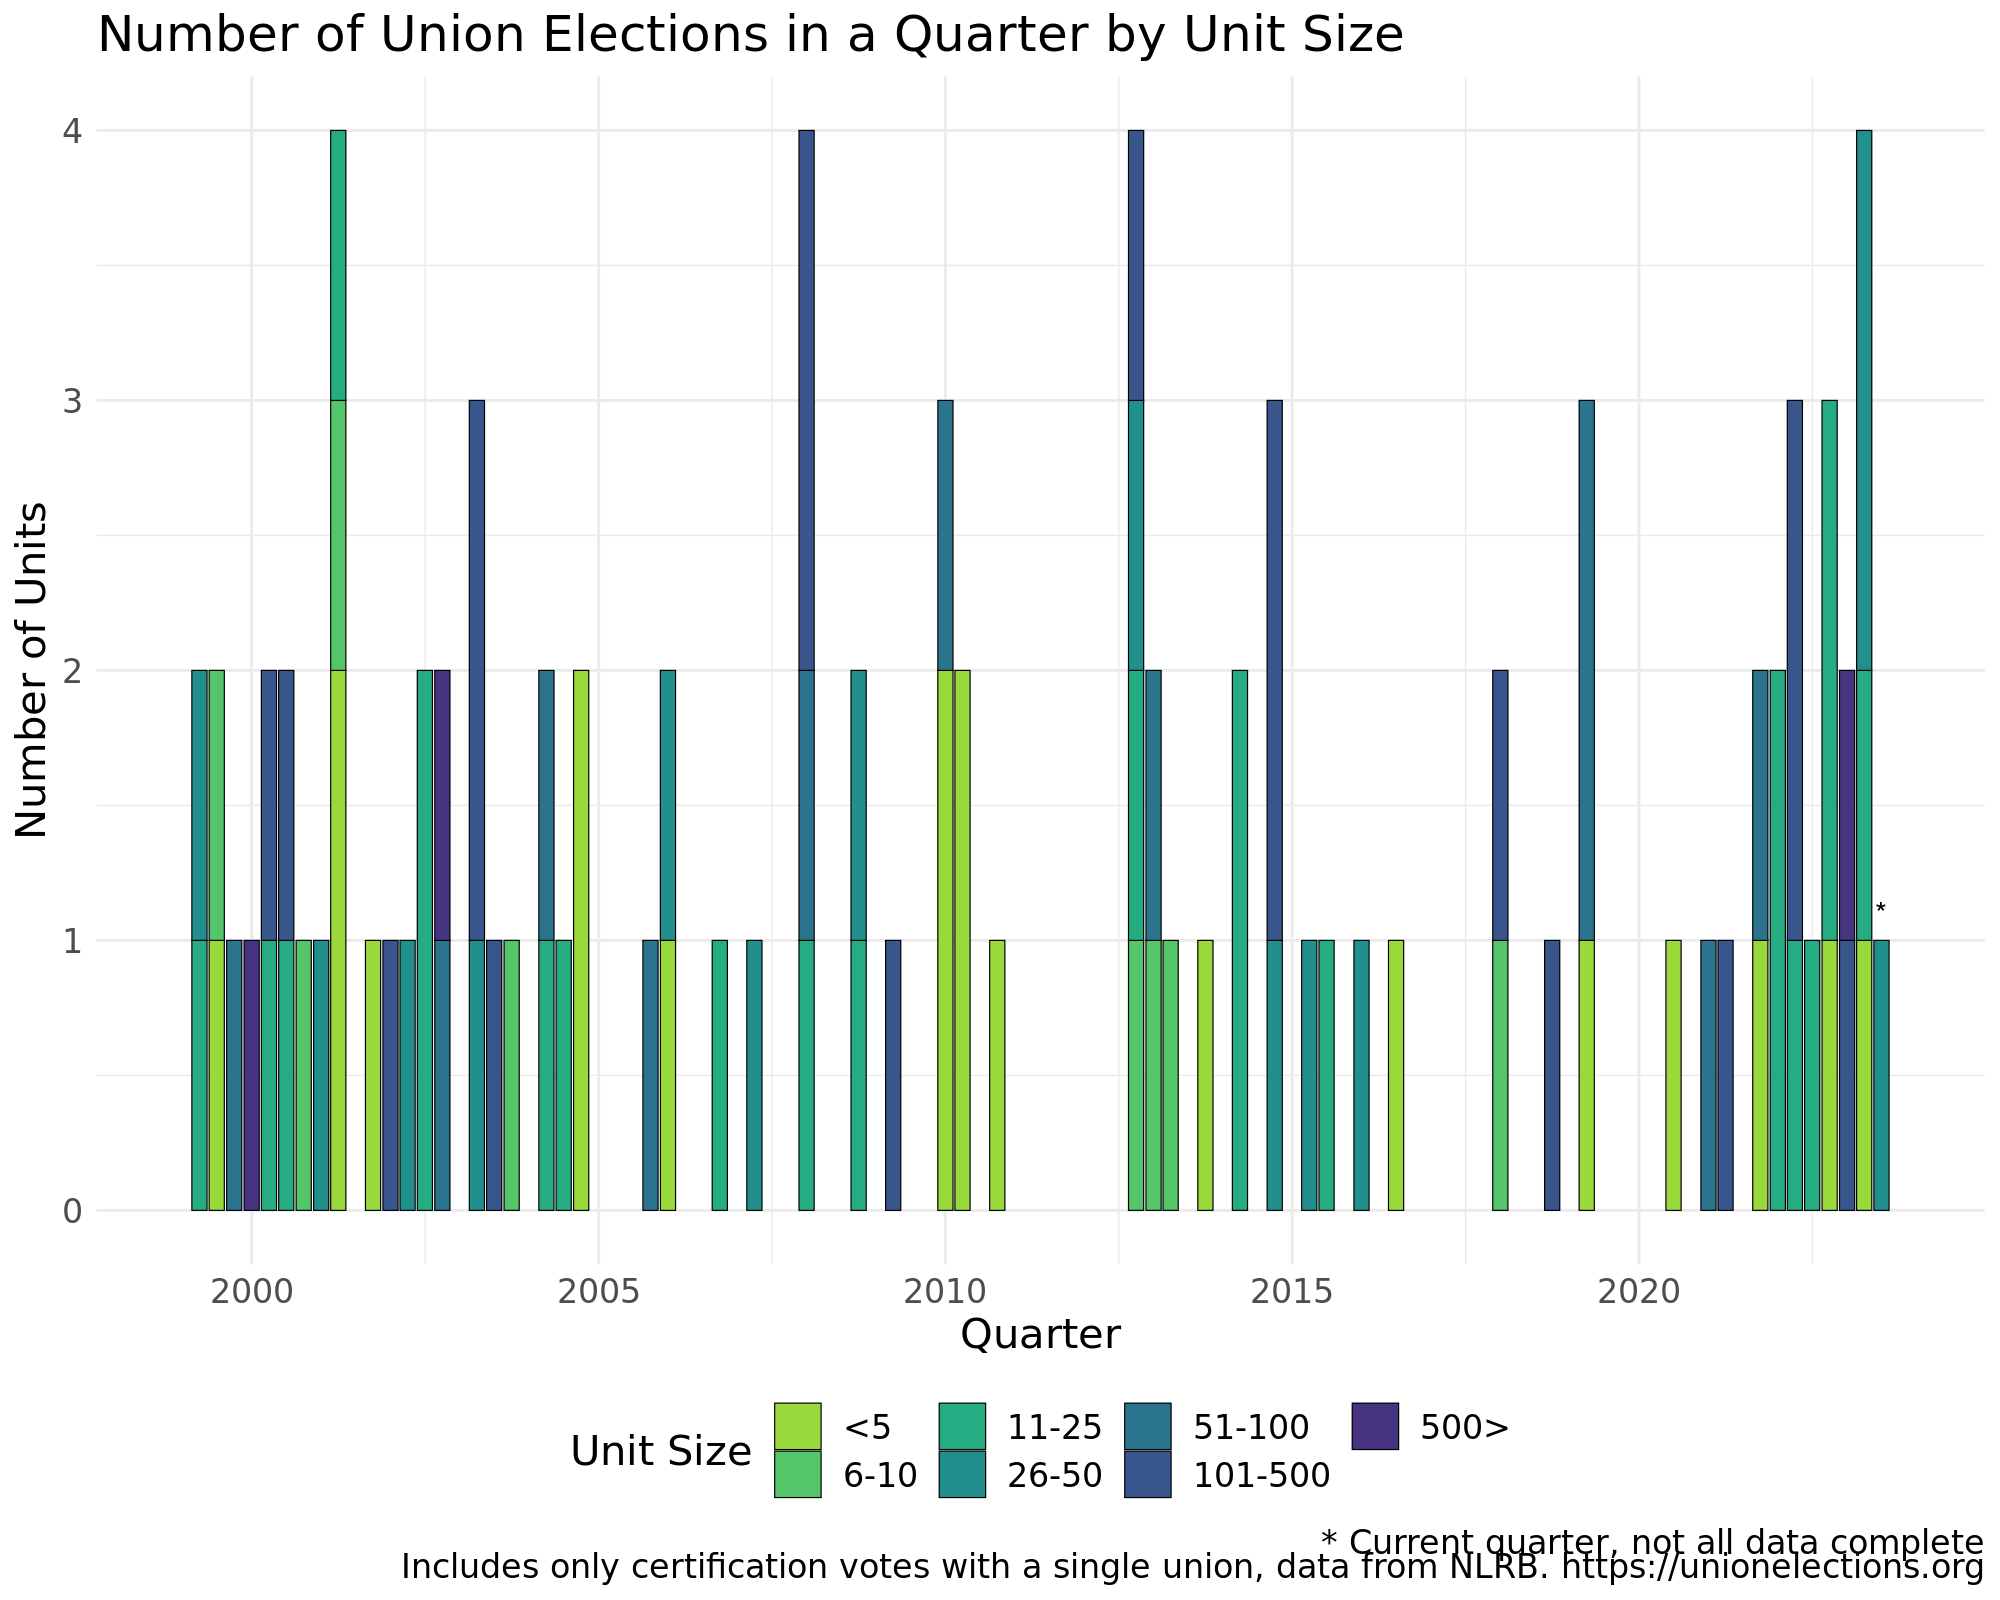 Number of Union Elections in a Quarter by Unit Size
Number of Units
4
3
2
1
0
*
2000 2005 2010 2015 2020
Quarter
Unit Size
<5 11-25 51-100 500>
6-10 26-50 101-500
* Current quarter, not all data complete
Includes only certification votes with a single union, data from NLRB. https://unionelections.org